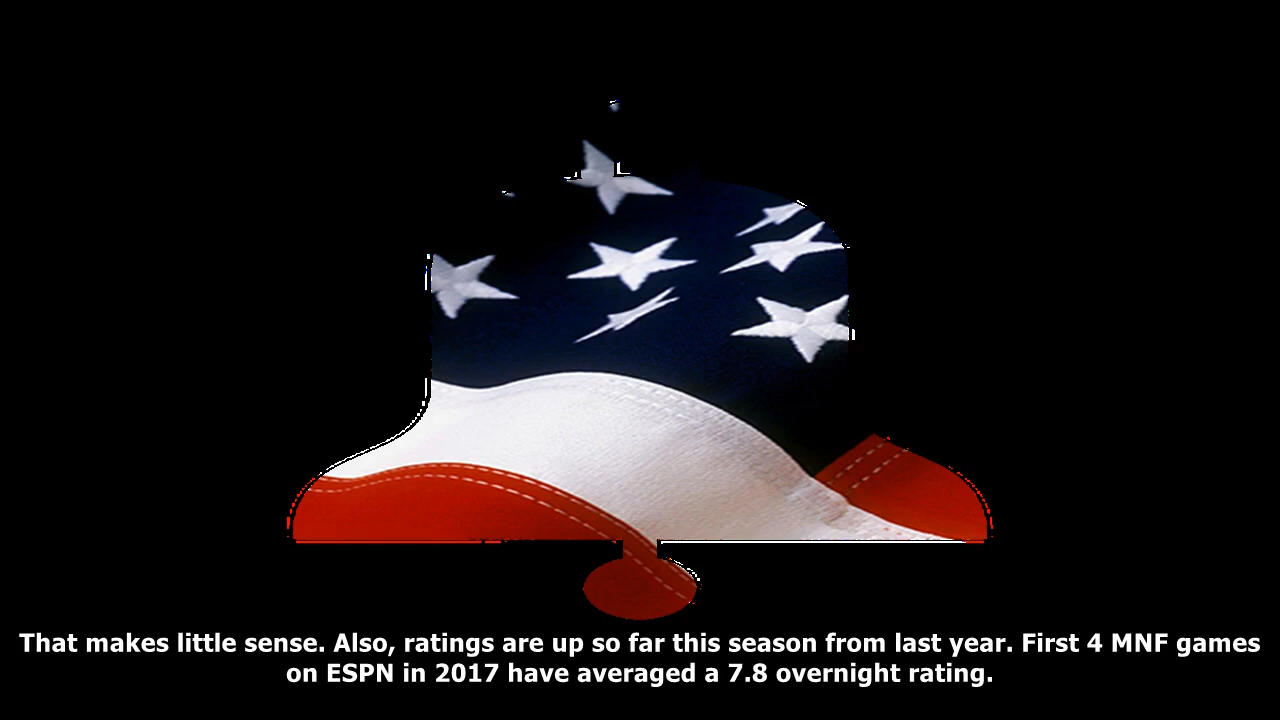 That makes little sense. Also, ratings are up so far this season from last year. First 4 MNF games
on ESPN in 2017 have averaged a 7.8 overnight rating.